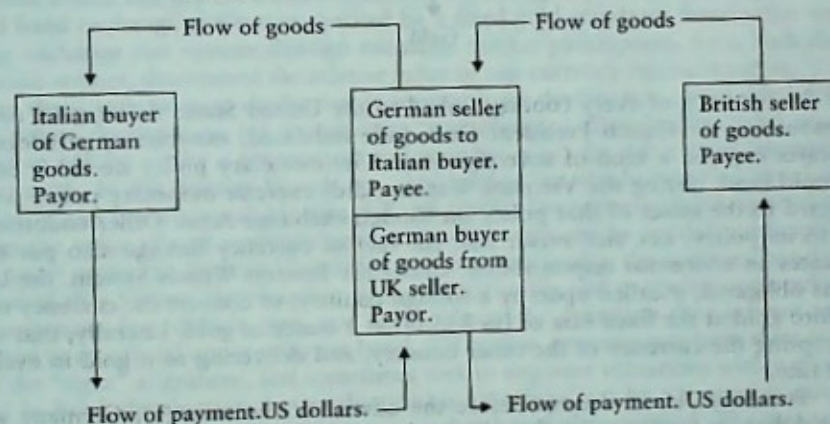 Flow of goods
Flow of goods
Italian buyer
of German
goods.
Payor.
German seller
of goods to
Italian buyer.
Payee.
German buyer
of goods from
UK seller.
Payor.
British seller
of goods.
Payee.
Flow of payment.US dollars.
Flow of payment. US dollars.